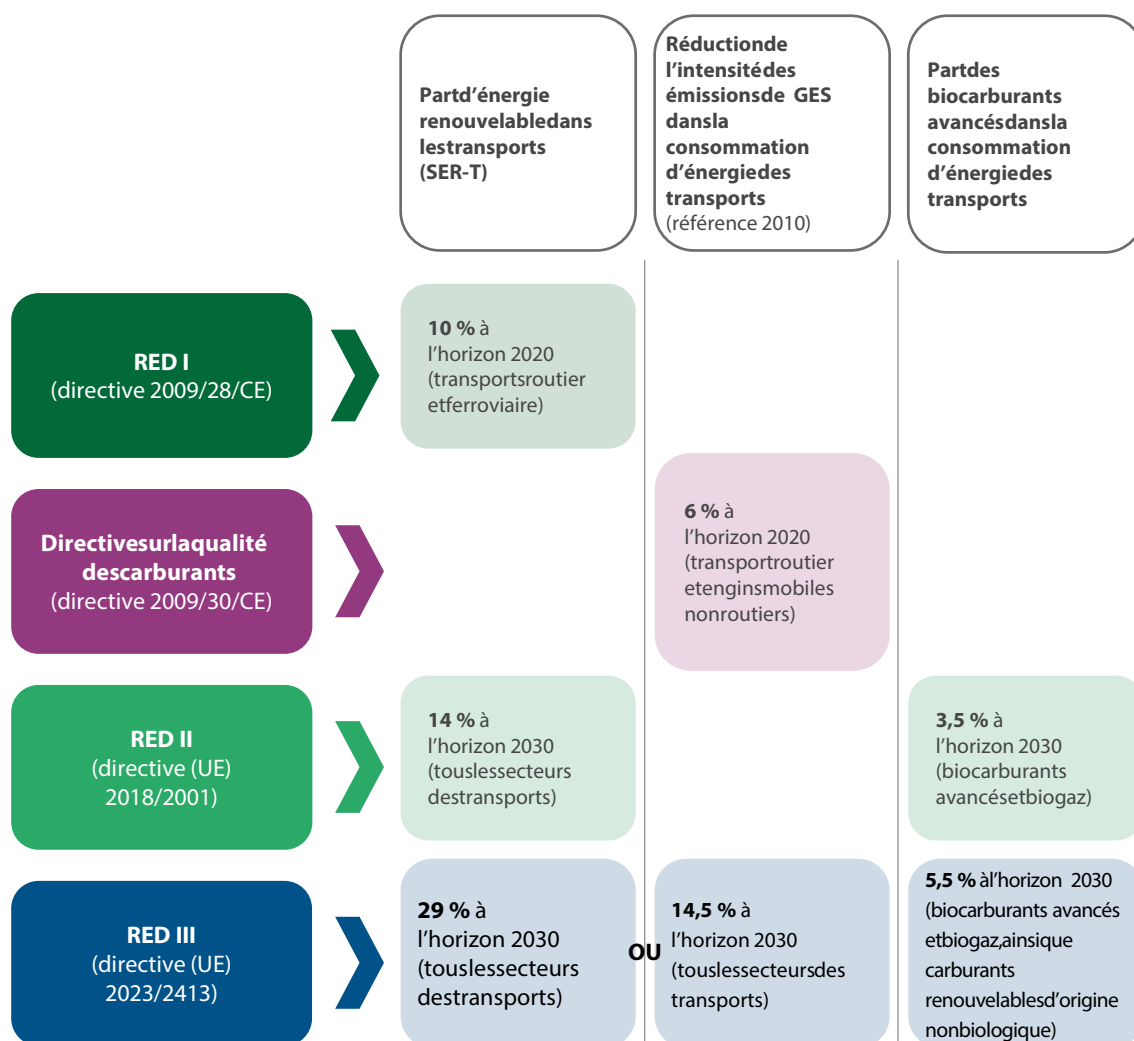 Partd’énergie
renouvelabledans
lestransports
(SER-T)
Réductionde
l’intensitédes
émissionsde GES
dansla
consommation
d’énergiedes
transports
(référence 2010)
Partdes
biocarburants
avancésdansla
consommation
d’énergiedes
transports
RED I
(directive 2009/28/CE)
10 % à
l’horizon 2020
(transportsroutier
etferroviaire)
Directivesurlaqualité
descarburants
(directive 2009/30/CE)
6 % à
l’horizon 2020
(transportroutier
etenginsmobiles
nonroutiers)
RED II
(directive (UE)
2018/2001)
14 % à
l’horizon 2030
(touslessecteurs
destransports)
3,5 % à
l’horizon 2030
(biocarburants
avancésetbiogaz)
RED III
(directive (UE)
2023/2413)
29 % à
l’horizon 2030
(touslessecteurs
destransports)
OU
14,5 % à
l’horizon 2030
(touslessecteursdes
transports)
5,5 % àl’horizon 2030
(biocarburants avancés
etbiogaz,ainsique
carburants
renouvelablesd’origine
nonbiologique)